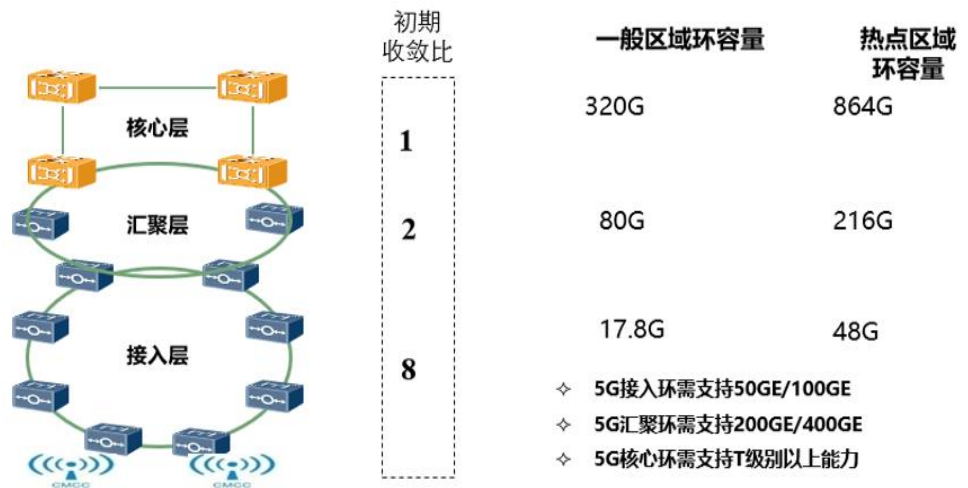 初期
收敛比
一般区域环容量
热点区域
环容量
核心层
1
320G
864G
汇聚层
2
80G
216G
接入层
8
17.8G
48G
✧ 5G接入环需支持50GE/100GE
✧ 5G汇聚环需支持200GE/400GE
✧ 5G核心环需支持T级别以上能力
CMCC
CMCC